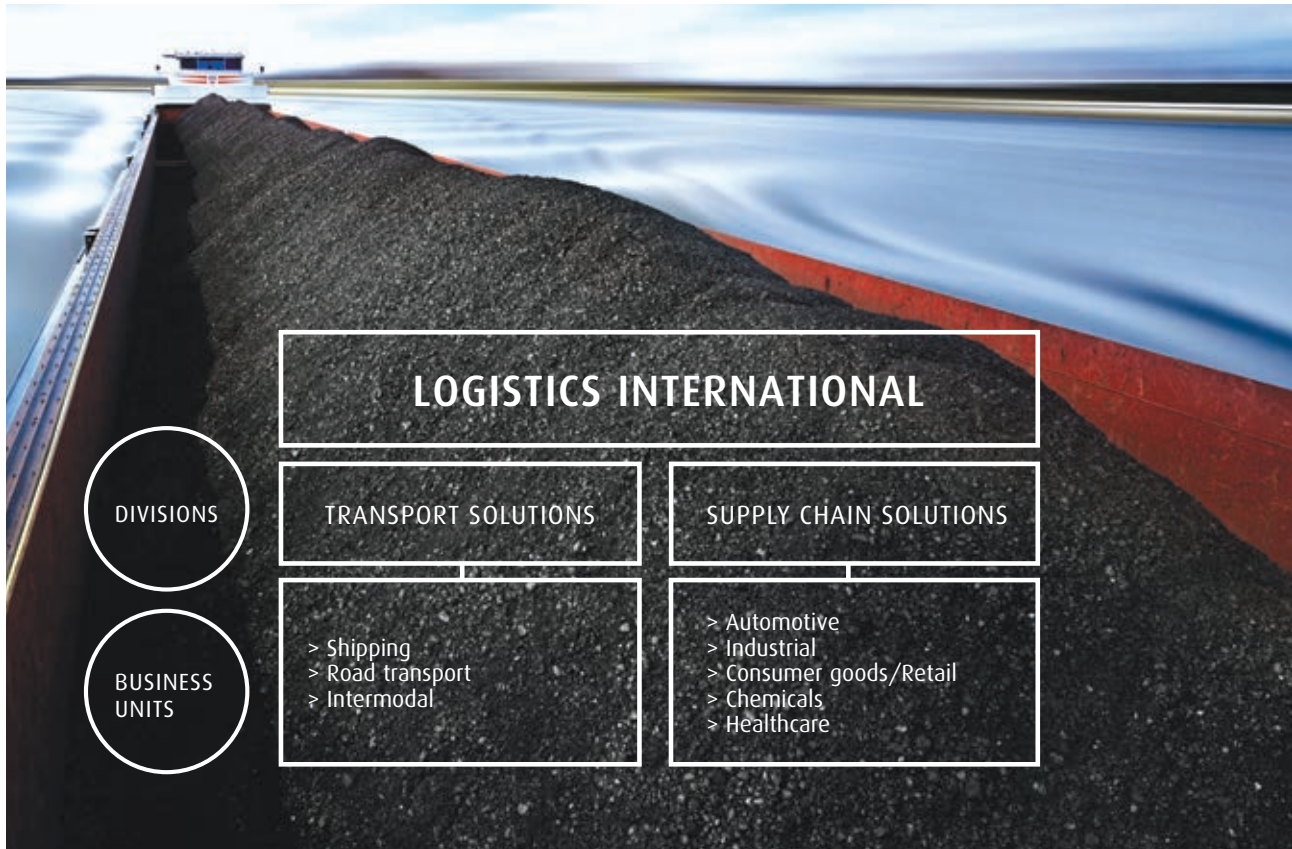 LOGISTICS INTERNATIONAL
DIVISIONS
TRANSPORT SOLUTIONS
SUPPLY CHAIN SOLUTIONS
BUSINESS
UNITS
> Shipping
> Road transport
> Intermodal
> Automotive
> Industrial
> Consumer goods/Retail
> Chemicals
> Healthcare